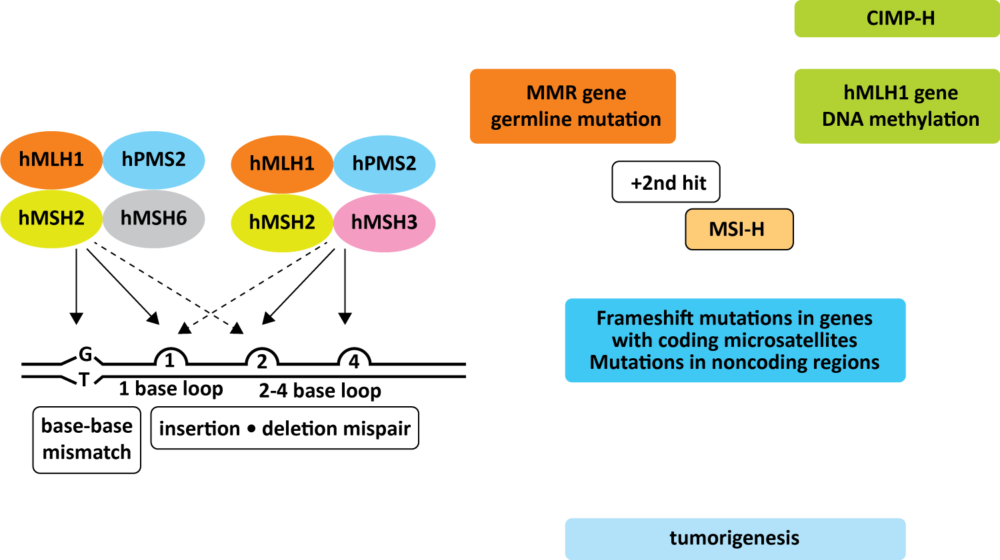 CIMP-H
MMR gene
germline mutation
hMLH1 gene
DNA methylation
hMLH1
hPMS2
hMSH2
hMSH6
hMLH1
hPMS2
hMSH2
hMSH3
+2nd hit
MSI-H
Frameshift mutations in genes
with coding microsatellites
Mutations in noncoding regions
G
T
1
2
4
1 base loop
2-4 base loop
base-base
mismatch
insertion • deletion mispair
tumorigenesis